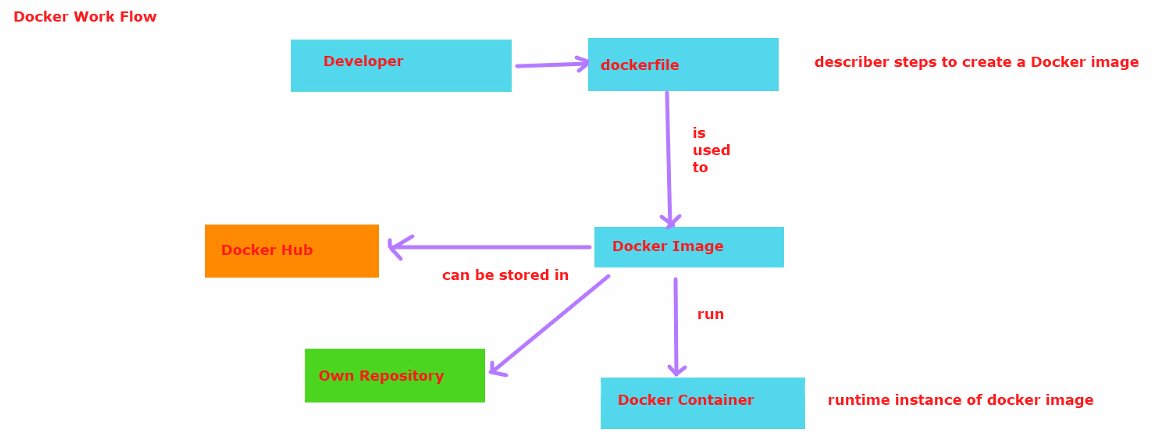 Docker Work Flow
Developer
dockerfile
describer steps to create a Docker image
is
used
to
Docker Hub
Docker Image
can be stored in
run
Own Repository
Docker Container
runtime instance of docker image